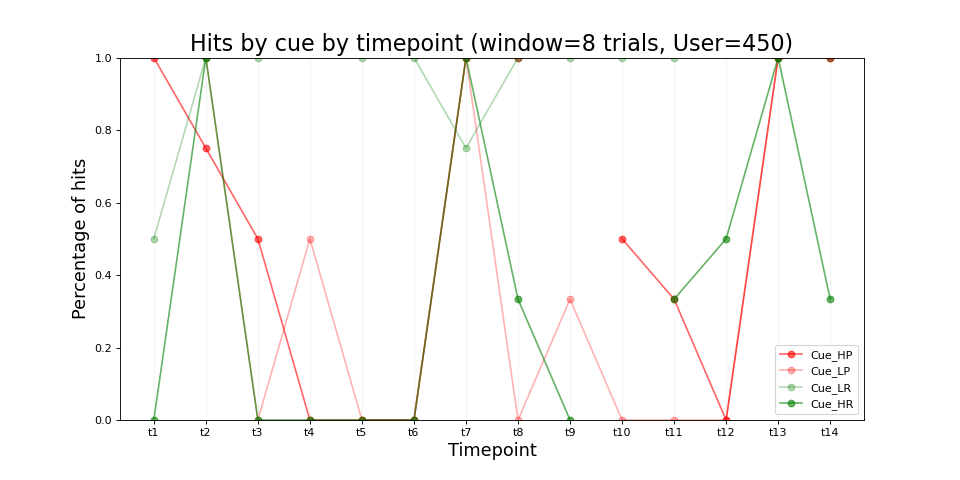 Hits by cue by timepoint (window=8 trials, User=450)
Percentage of hits
1.0
0.8
0.6
0.4
0.2
0.0
t1 t2 t3 t4 t5 t6 t7 t8 t9 t10 t11 t12 t13 t14
Timepoint
Cue_HP
Cue_LP
Cue_LR
Cue_HR